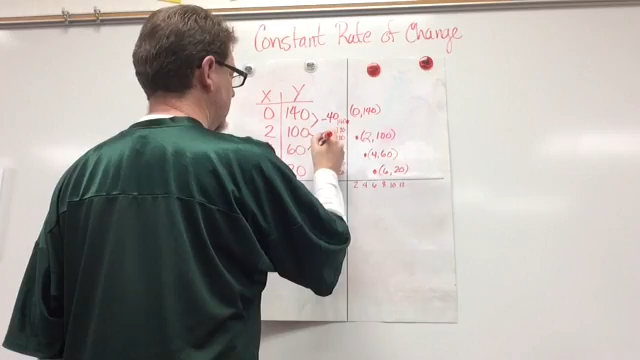 Constant Rate of Change
X Y
0 140 -40 (0,140)
2 100 (2,100)
60 (4,60)
(6,20)
2 4 6 8 10